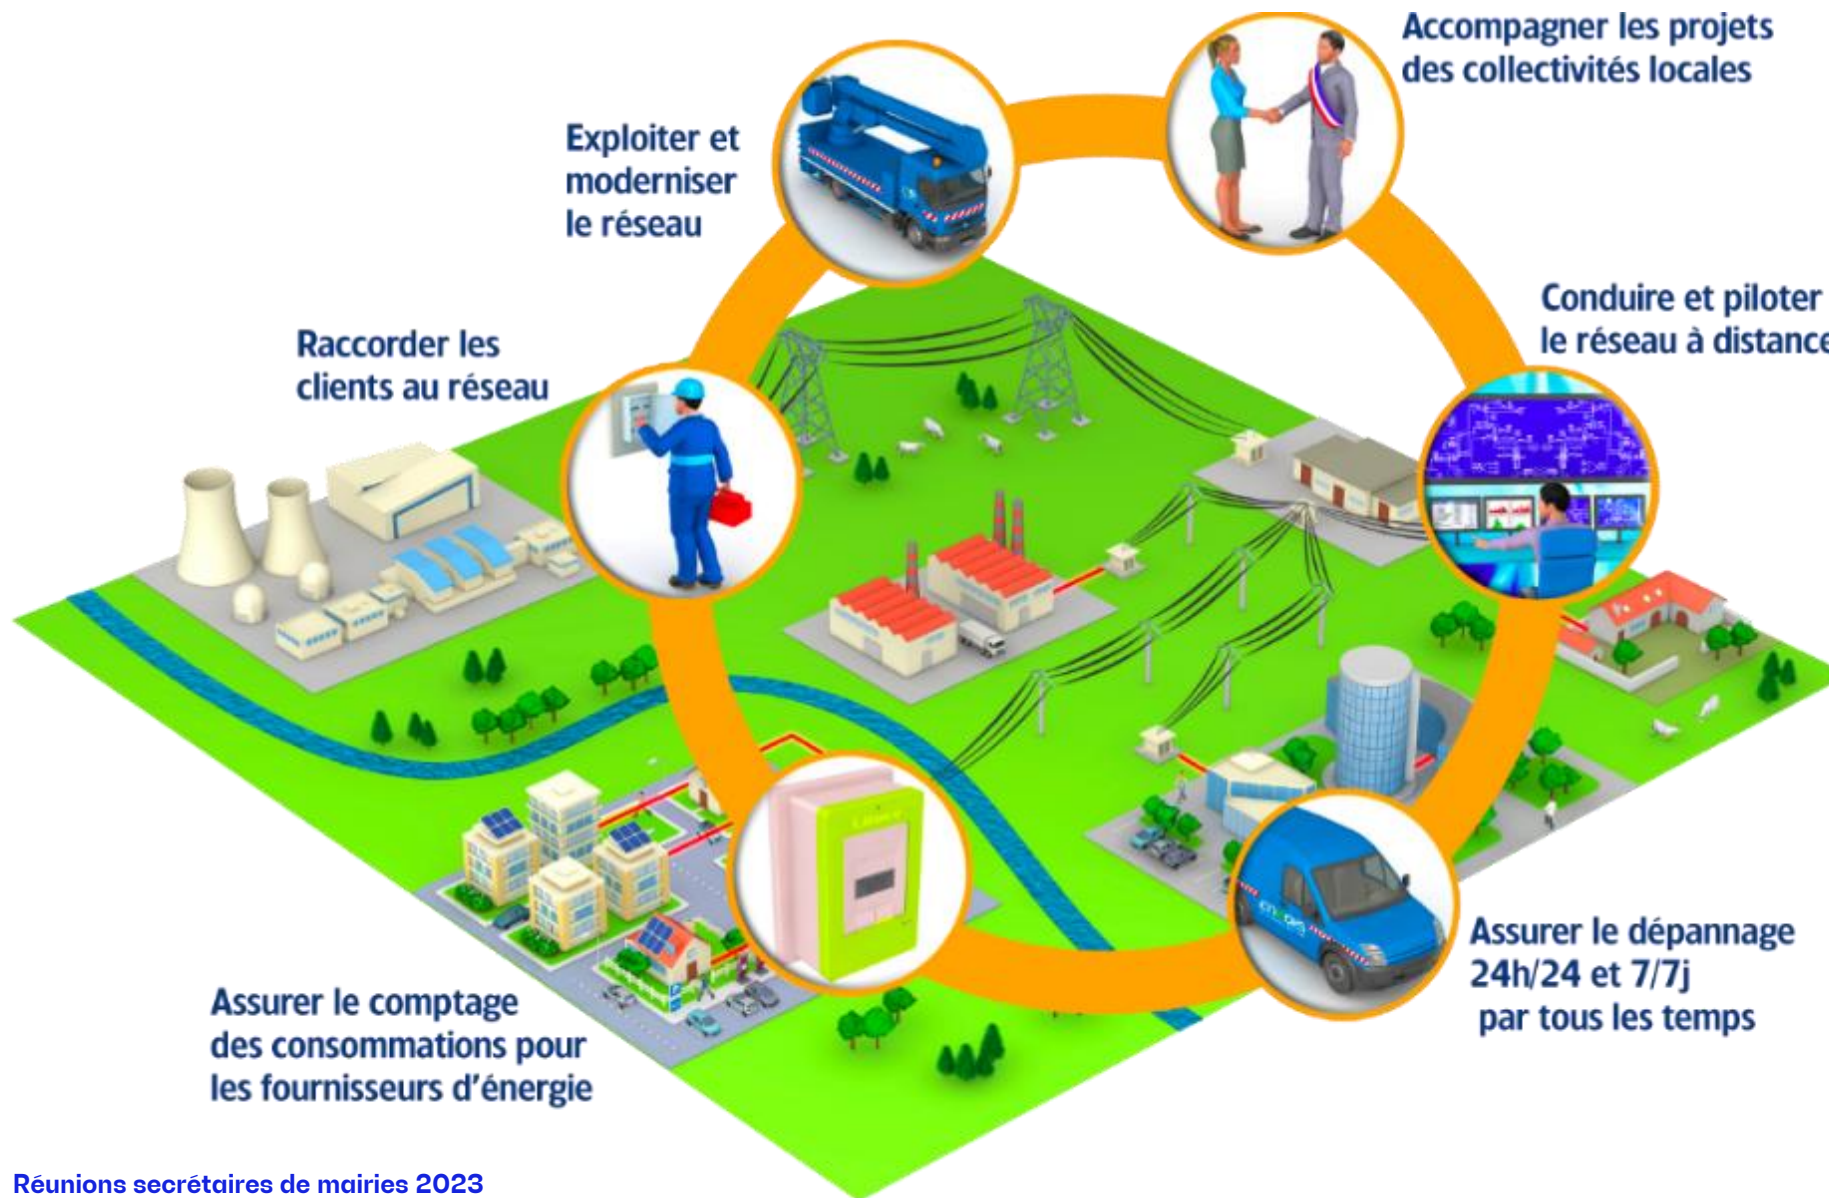 Accompagner les projets
des collectivités locales
Exploiter et
moderniser
le réseau
Conduire et piloter
le réseau à distance
Raccorder les
clients au réseau
Assurer le dépannage
24h/24 et 7/7j
par tous les temps
Assurer le comptage
des consommations pour
les fournisseurs d'énergie
Réunions secrétaires de mairies 2023